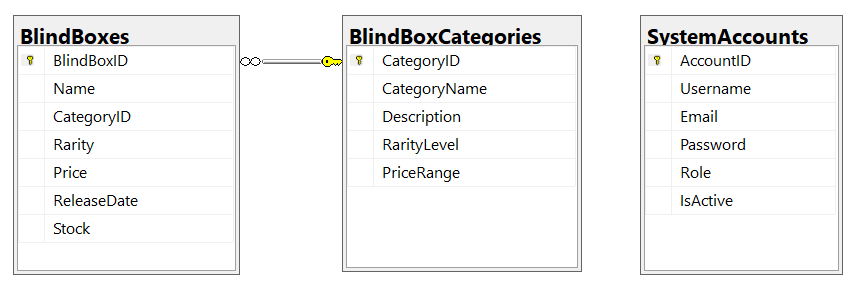 BlindBoxes
BlindBoxID
Name
CategoryID
Rarity
Price
ReleaseDate
Stock
BlindBoxCategories
CategoryID
CategoryName
Description
RarityLevel
PriceRange
SystemAccounts
AccountID
Username
Email
Password
Role
IsActive